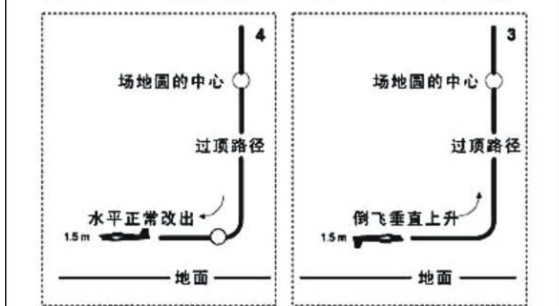 4
场地圆的中心
过顶路径
水平正常改出
1.5 m
地面
3
场地圆的中心
过顶路径
倒飞垂直上升
1.5 m
地面